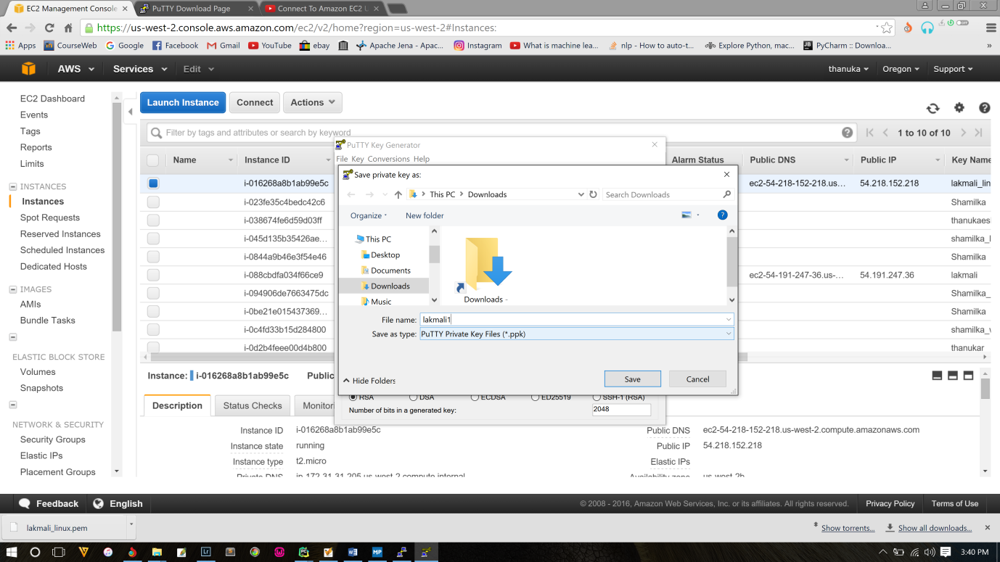 EC2 Management Console
PuTTY Download Page
Connect To Amazon EC2 L
https://us-west-2.console.aws.amazon.com/ec2/v2/home?region=us-west-2#Instances:
Apps CourseWeb Google Facebook Gmail YouTube ebay Apache Jena - Apac... Instagram What is machine lea... nlp - How to auto-t... Explore Python, mac... PyCharm :: Downloa... »
AWS Services Edit thanuka Oregon Support
EC2 Dashboard
Events
Tags
Reports
Limits
INSTANCES
Instances
Spot Requests
Reserved Instances
Scheduled Instances
Dedicated Hosts
IMAGES
AMIs
Bundle Tasks
ELASTIC BLOCK STORE
Volumes
Snapshots
NETWORK & SECURITY
Security Groups
Elastic IPs
Placement Groups
Launch Instance Connect Actions
Filter by tags and attributes or search by keyword
1 to 10 of 10
Name Instance ID Alarm Status Public DNS Public IP Key Name
i-016268a8b1ab99e5c ec2-54-218-152-218.us... 54.218.152.218 lakmali_lin
i-023fe35c4bedc42c6 Shamilka
i-038674fe6d59d03ff thanukaes
i-045d135b35426ae... shamilka_l
i-0844a9b46e3f54e46 Shamilka
i-088cbdfa034f66ce9 ec2-54-191-247-36.us-... 54.191.247.36 lakmali
i-094906de7663475dc Shamilka_
i-0be21e015437369... Shamilka
i-0c4fd33b15d284800 shamilka_v
i-0d2b4feee00d4b800 thanukar
PuTTY Key Generator
File Key Conversions Help
Save private key as:
This PC Downloads
Search Downloads
Organize New folder
This PC
Desktop
Documents
Downloads
Music
Downloads -
File name: lakmali1
Save as type: PuTTY Private Key Files (*.ppk)
Hide Folders
Save Cancel
RSA DSA ECDSA ED25519 SSH-1 (RSA)
Number of bits in a generated key: 2048
Instance: i-016268a8b1ab99e5c Public
Description Status Checks Monitor
Instance ID i-016268a8b1ab99e5c
Instance state running
Instance type t2.micro
Private DNS ip-172-31-31-205.us-west-2.compute.internal
Public DNS ec2-54-218-152-218.us-west-2.compute.amazonaws.com
Public IP 54.218.152.218
Elastic IPs
Availability zone us-west-2b
Feedback English
© 2008 - 2016, Amazon Web Services, Inc. or its affiliates. All rights reserved. Privacy Policy Terms of Use
lakmali_linux.pem
Show torrents... Show all downloads...
3:40 PM